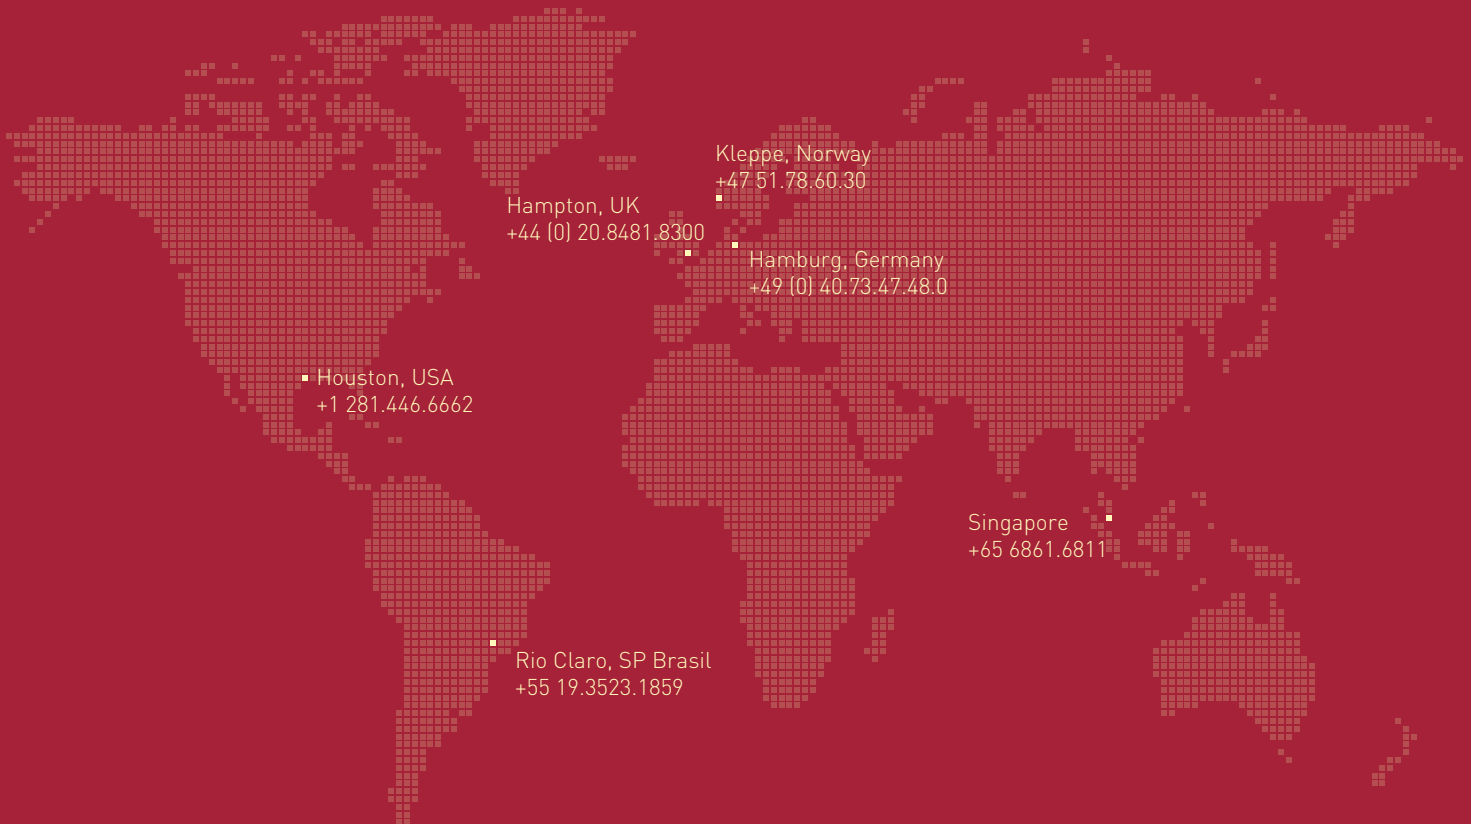 Kleppe, Norway
+47 51.78.60.30
Hampton, UK
+44 (0) 20.8481.8300
Hamburg, Germany
+49 (0) 40.73.47.48.0
Houston, USA
+1 281.446.6662
Singapore
+65 6861.6811
Rio Claro, SP Brasil
+55 19.3523.1859